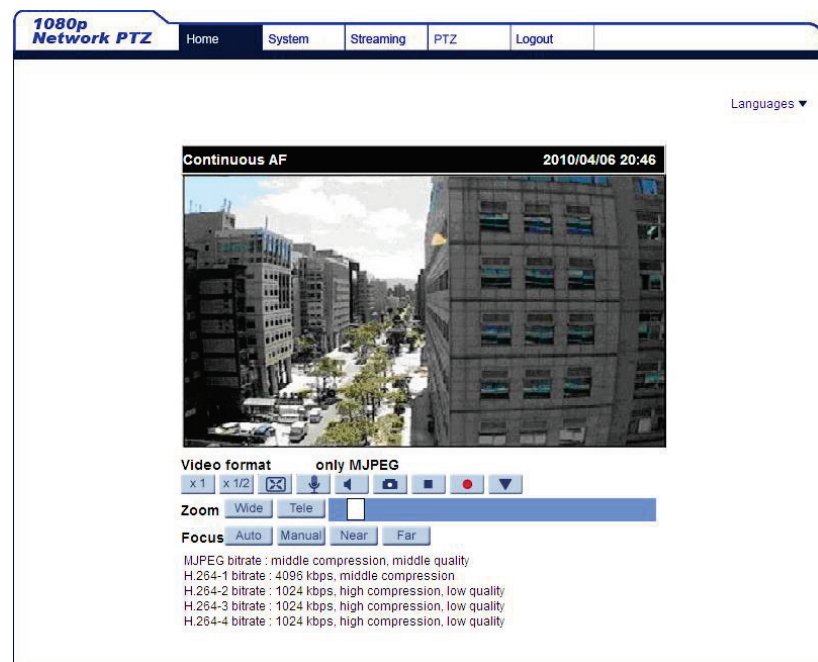 1080p
Network PTZ
Home System Streaming PTZ Logout
Languages ▼
Continuous AF 2010/04/06 20:46
Video format only MJPEG
x 1 x 1/2
Zoom Wide Tele
Focus Auto Manual Near Far
MJPEG bitrate : middle compression, middle quality
H.264-1 bitrate : 4096 kbps, middle compression
H.264-2 bitrate : 1024 kbps, high compression, low quality
H.264-3 bitrate : 1024 kbps, high compression, low quality
H.264-4 bitrate : 1024 kbps, high compression, low quality